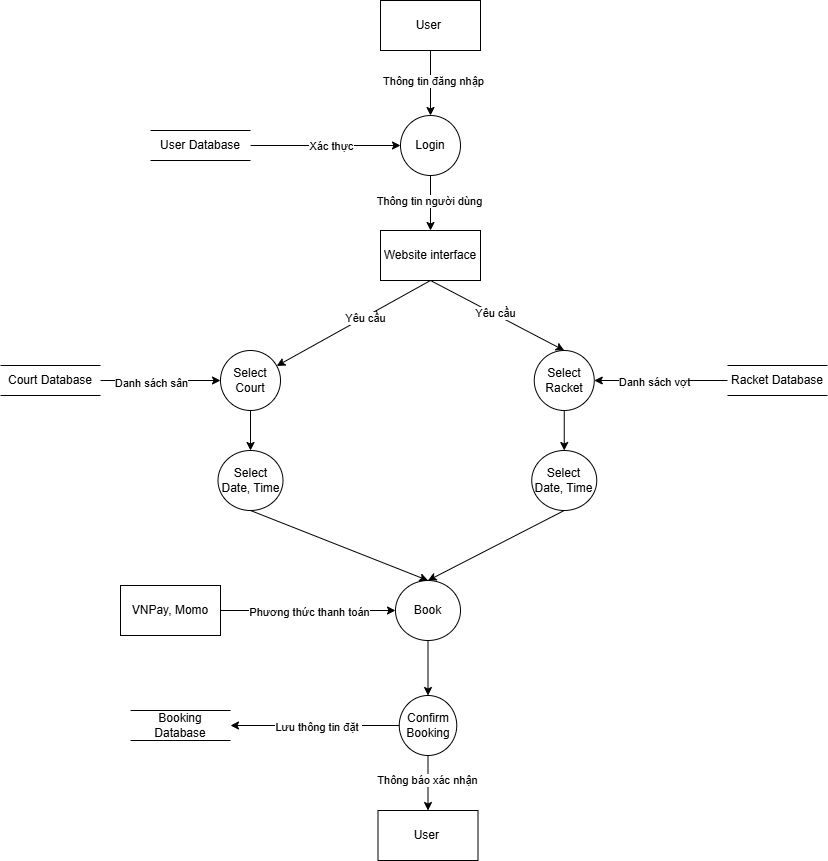 User
Thông tin đăng nhập
User Database
Xác thực
Login
Thông tin người dùng
Website interface
Yêu cầu
Yêu cầu
Court Database
Danh sách sân
Select
Court
Select
Racket
Danh sách vợt
Racket Database
Select
Date, Time
Select
Date, Time
VNPay, Momo
Phương thức thanh toán
Book
Booking
Database
Lưu thông tin đặt
Confirm
Booking
Thông báo xác nhận
User